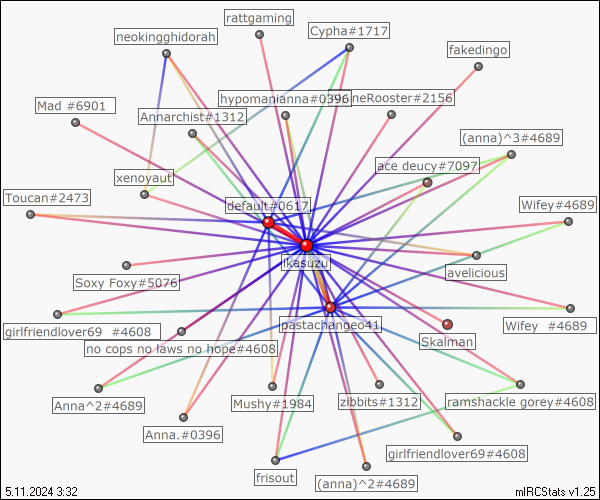 rattgaming
neokingghidorah
Cypha#1717
fakedingo
Mad #6901
hypomanianna#0396
neRooster#2156
Annarchist#1312
(anna)^3#4689
ace deucy#7097
xenoyaut
Toucan#2473
default#0617
Wifey#4689
ikasuzu
avelicious
Soxy Foxy#5076
girlfriendlover69 #4608
pastachangeo41
Wifey #4689
Skalman
no cops no laws no hope#4608
Anna^2#4689
Mushy#1984
zibbits#1312
ramshackle gorey#4608
Anna.#0396
girlfriendlover69#4608
frisout
(anna)^2#4689
5.11.2024 3:32
mIRCStats v1.25